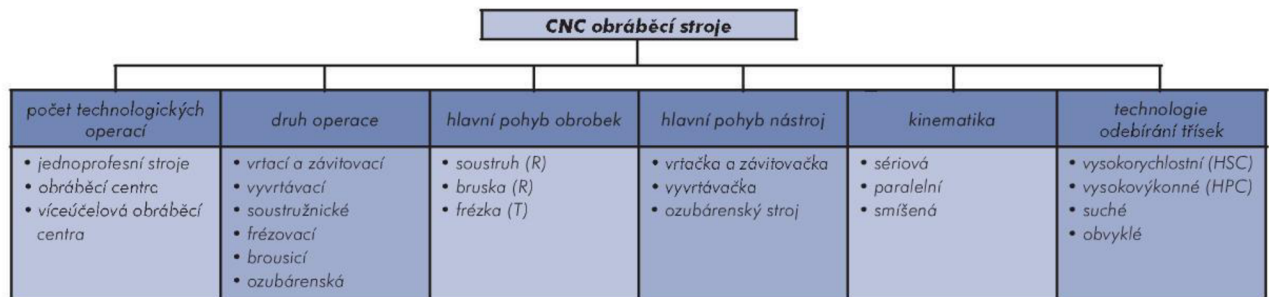 CNC obráběcí stroje
počet technologických
operací
• jednoprofesní stroje
• obráběcí centra
• víceúčelová obráběcí
centra
druh operace
• vrtací a závitovací
• vyvrtávací
• soustružnické
• frézovací
• brousicí
• ozubárenská
hlavní pohyb obrobek
• soustruh (R)
• bruska (R)
• frézka (T)
hlavní pohyb nástroj
• vrtačka a závitovačka
• vyvrtávačka
• ozubárenský stroj
kinematika
• sériová
• paralelní
• smíšená
technologie
odebírání třísek
• vysokorychlostní (HSC)
• vysokovýkonné (HPC)
• suché
• obvyklé